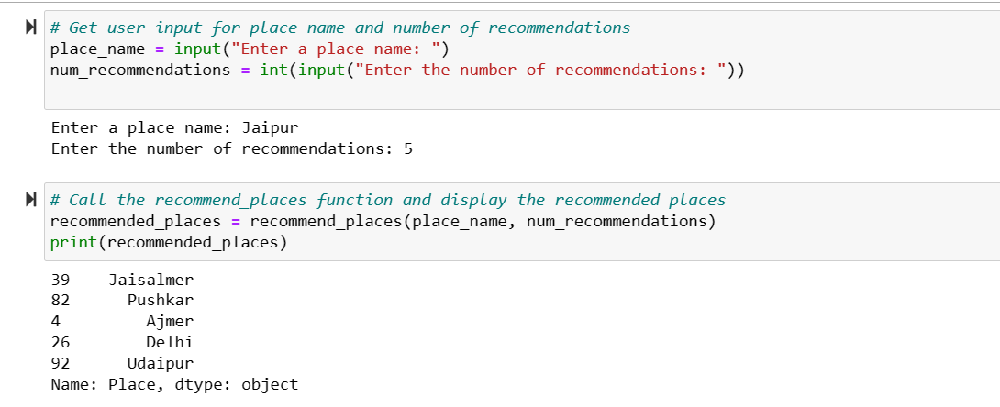 # Get user input for place name and number of recommendations
place_name = input("Enter a place name: ")
num_recommendations = int(input("Enter the number of recommendations: "))
Enter a place name: Jaipur
Enter the number of recommendations: 5
# Call the recommend_places function and display the recommended places
recommended_places = recommend_places(place_name, num_recommendations)
print(recommended_places)
39    Jaisalmer
82      Pushkar
4         Ajmer
26        Delhi
92      Udaipur
Name: Place, dtype: object